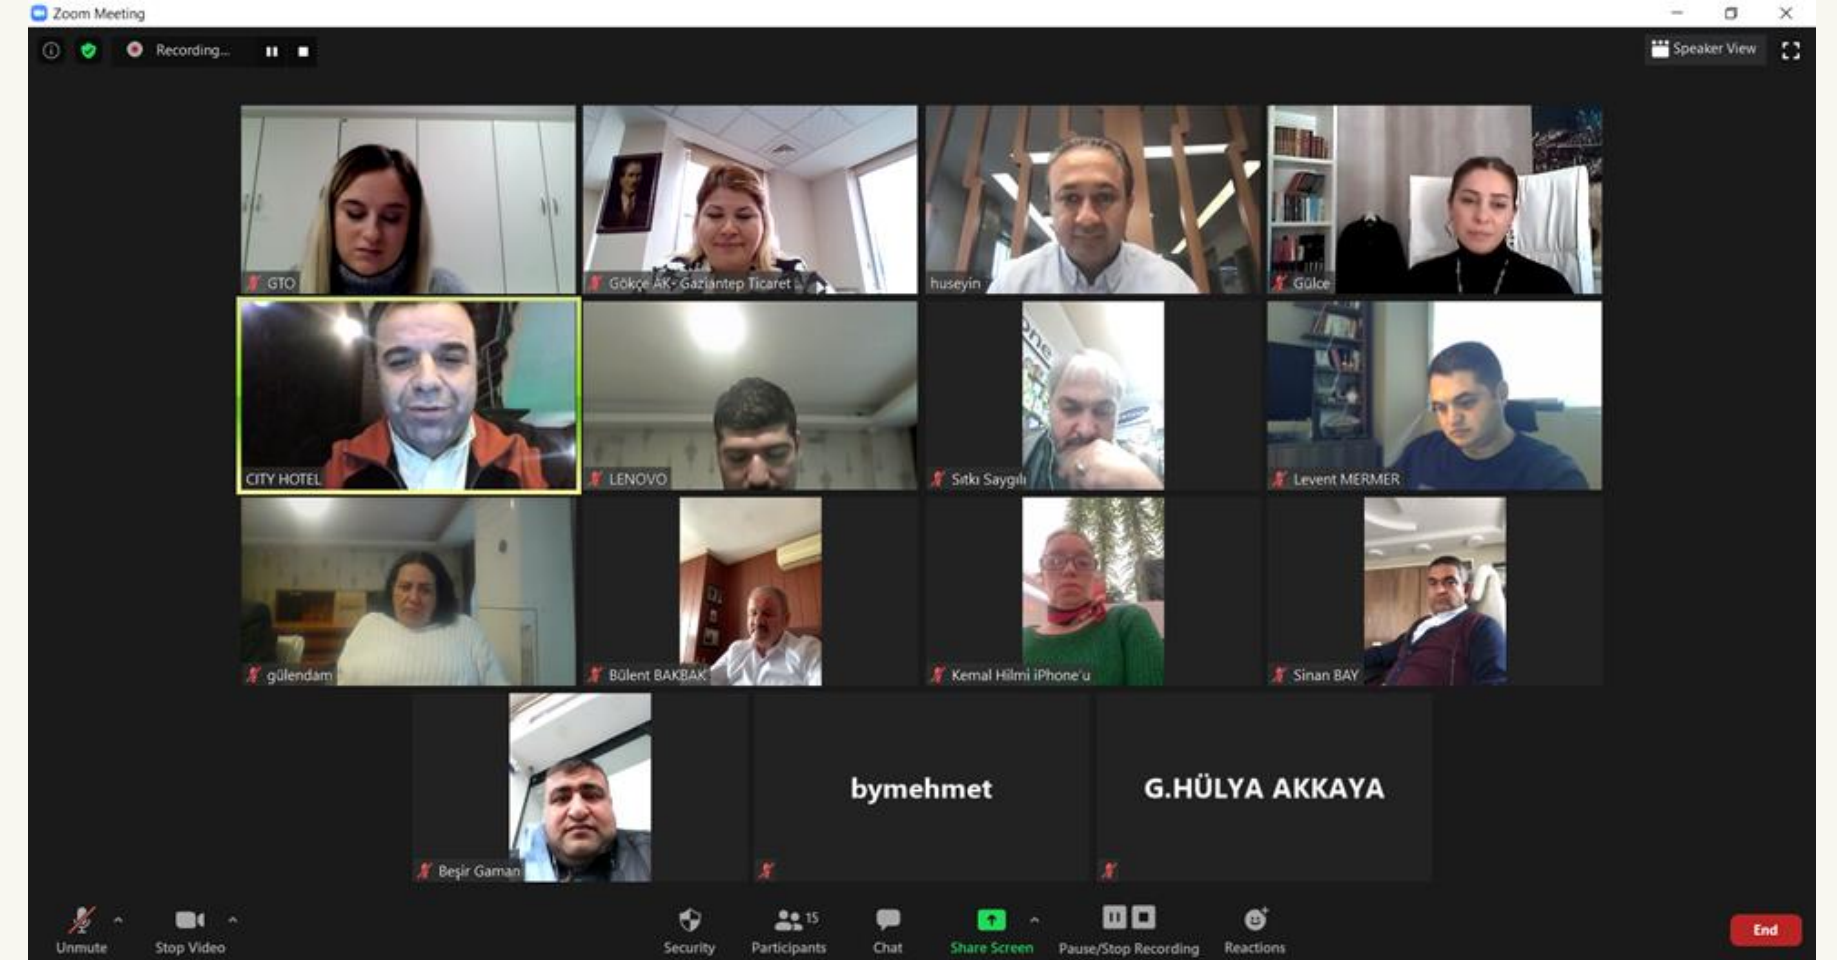 Zoom Meeting
Recording...
Speaker View
GTO
Gökçe AK- Gaziantep Ticaret ...
huseyin
Gülce
CITY HOTEL
LENOVO
one
Sıtkı Saygılı
Levent MERMER
gülendam
Bülent BAKBAK
Kemal Hilmi iPhone'u
Sinan BAY
Beşir Gaman
bymehmet
G.HÜLYA AKKAYA
Unmute
Stop Video
Security
15
Participants
Chat
Share Screen
Pause/Stop Recording
Reactions
End